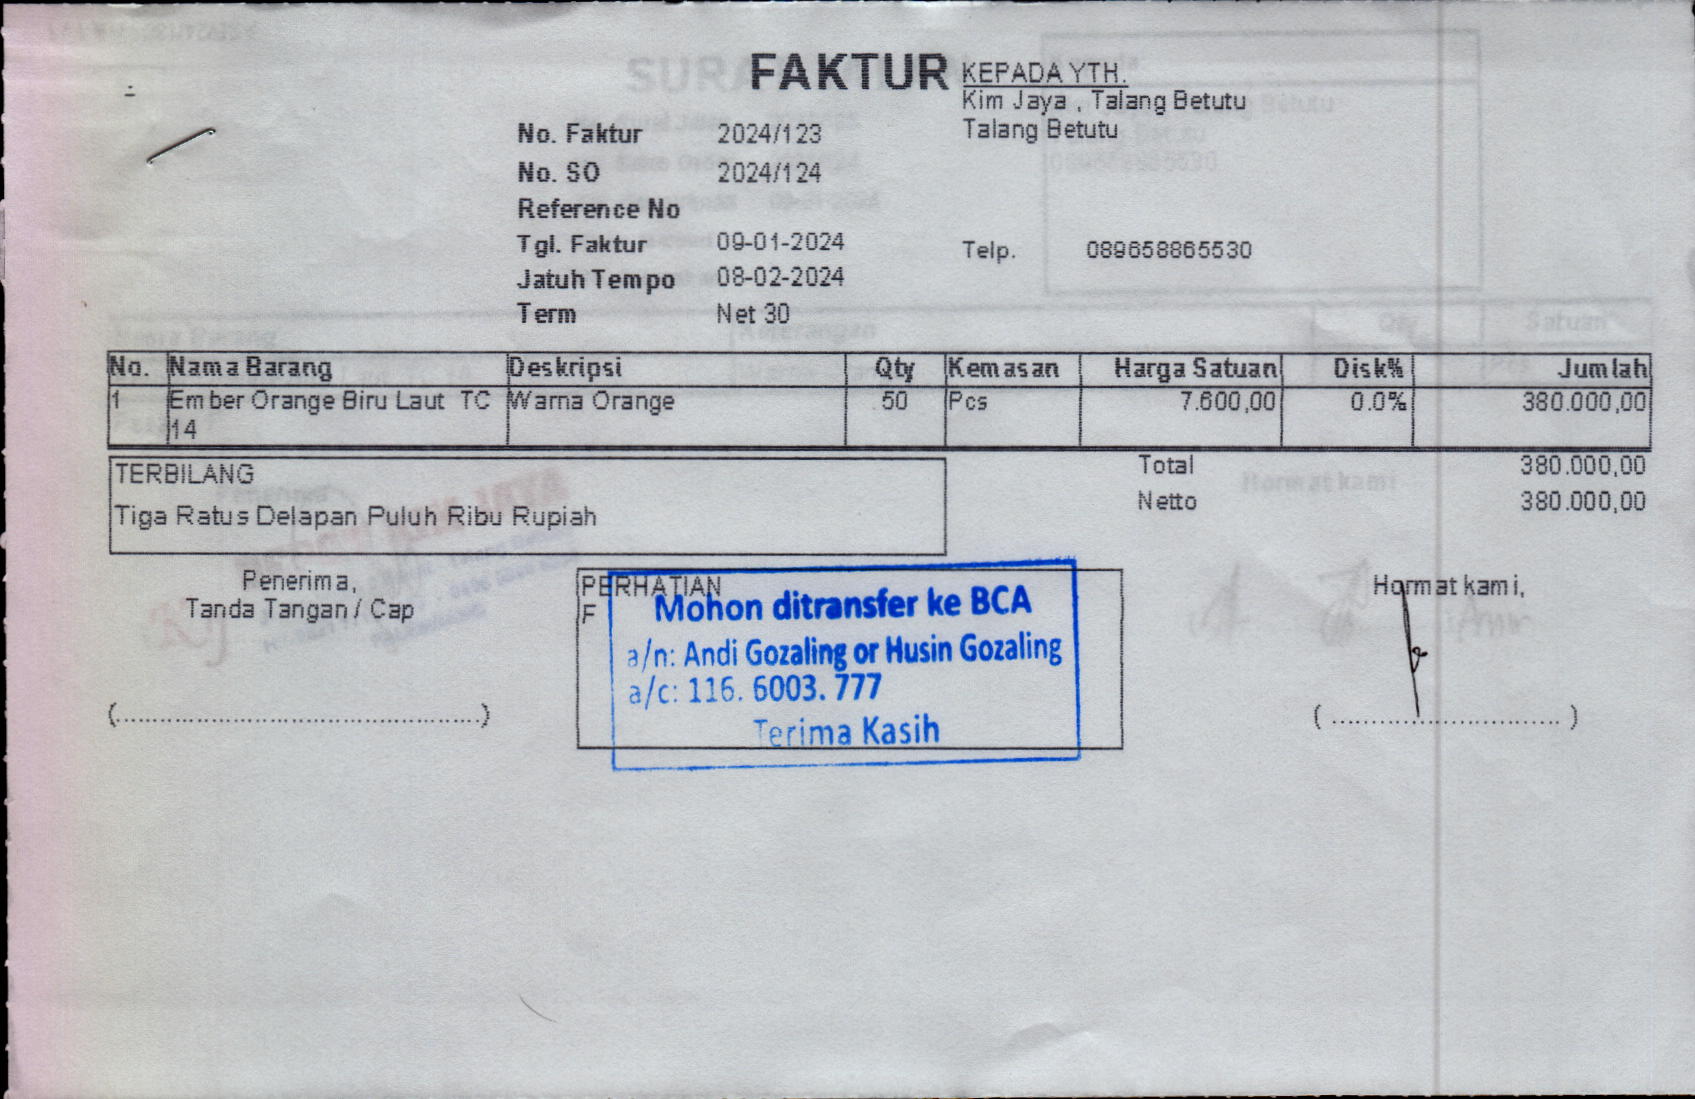 FAKTUR
KEPADA YTH.
Kim Jaya , Talang Betutu
Talang Betutu
Telp. 089658865530
No. Faktur 2024/123
No. SO 2024/124
Reference No
Tgl. Faktur 09-01-2024
Jatuh Tempo 08-02-2024
Term Net 30
No. Nama Barang Deskripsi Qty Kemasan Harga Satuan Disk% Jumlah
1 Ember Orange Biru Laut TC Warna Orange 50 Pcs 7.600,00 0.0% 380.000,00
14
Total 380.000,00
Netto 380.000,00
TERBILANG
Tiga Ratus Delapan Puluh Ribu Rupiah
Penerima,
Tanda Tangan / Cap
(..............................................)
PERHATIAN
F
Mohon ditransfer ke BCA
a/n: Andi Gozaling or Husin Gozaling
a/c: 116. 6003. 777
Terima Kasih
Hormat kami,
( ............................. )